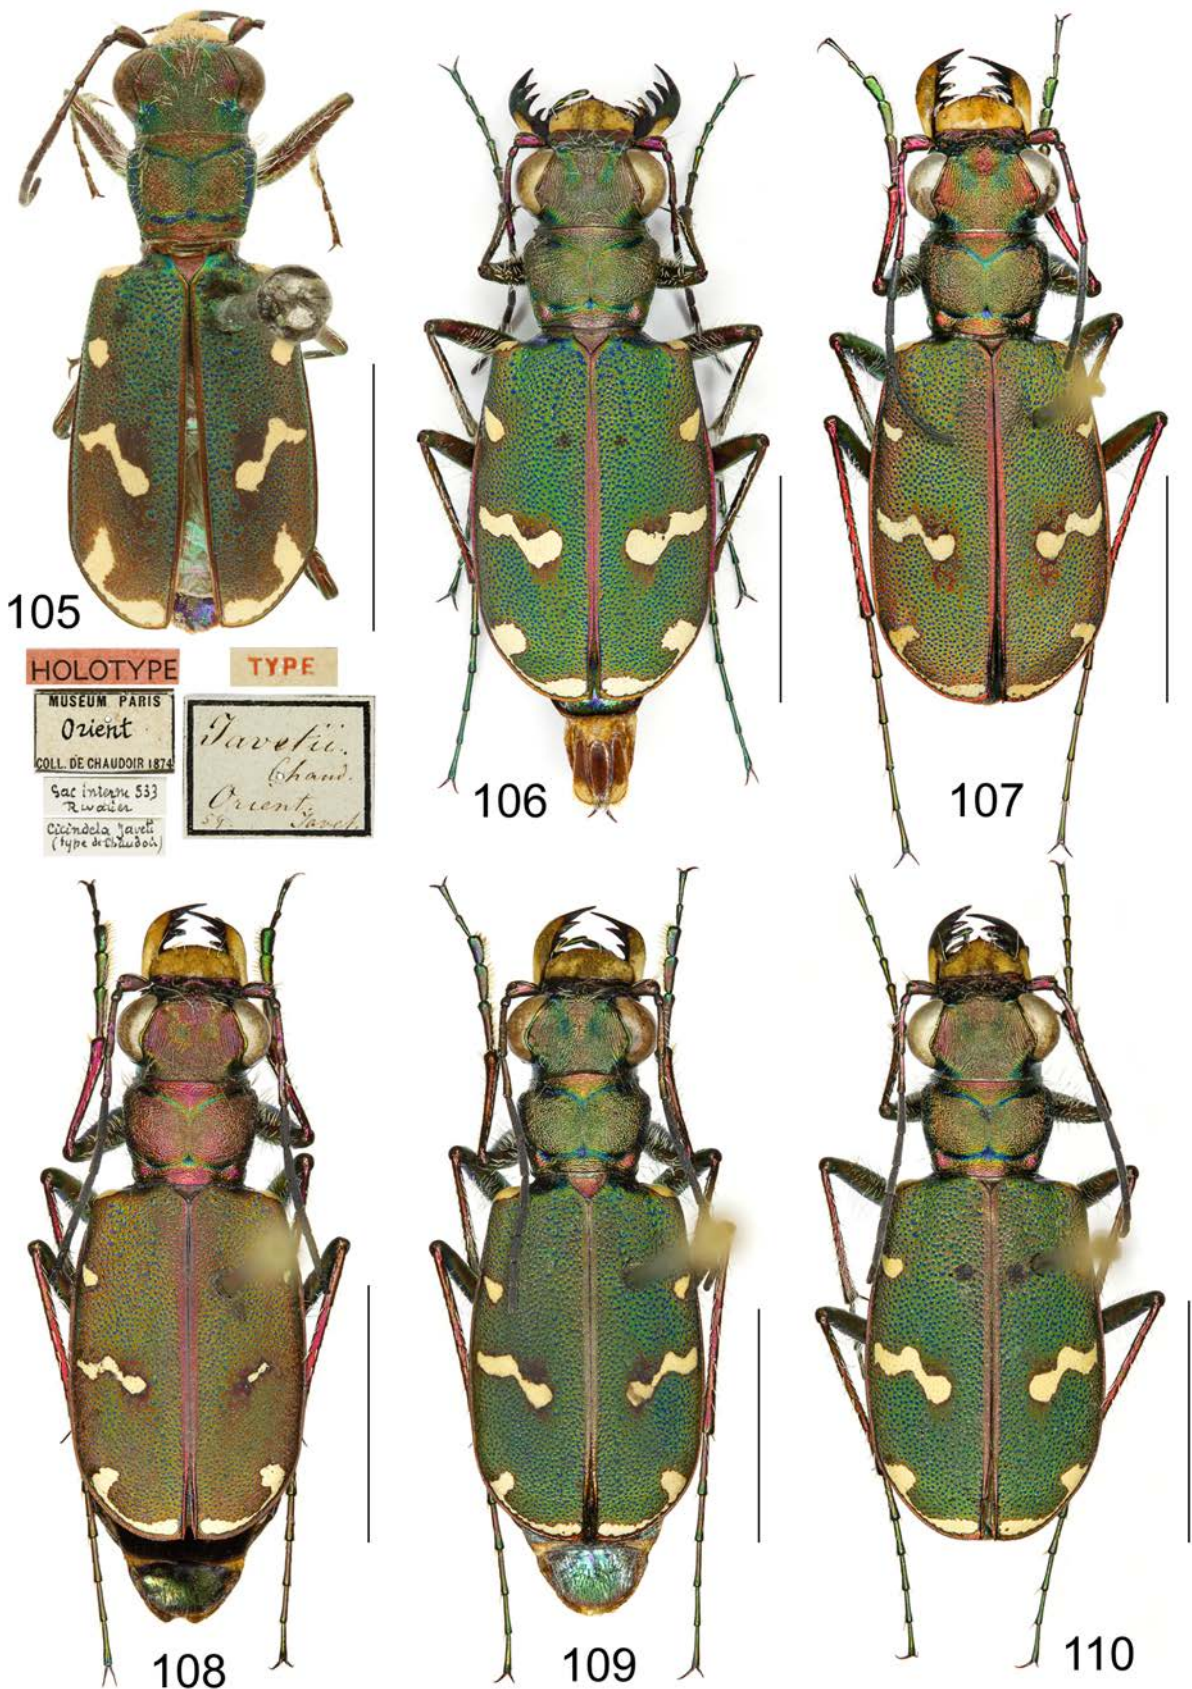 105
HOLOTYPE
MUSEUM PARIS
Orient
COLL. DE CHAUDOIR 1874
Sac interne 533
Rivalier
Cicindela Javeti
(type de Chaudoir)
TYPE
Javetii.
Chaud.
Orient.
Javet.
106
107
108
109
110